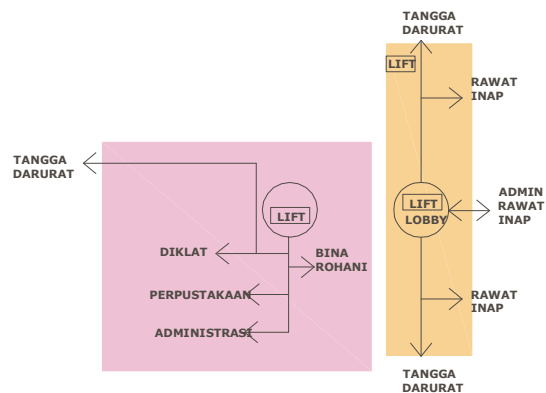 TANGGA
DARURAT
LIFT
RAWAT
INAP
TANGGA
DARURAT
LIFT
LIFT
LOBBY
ADMIN
RAWAT
INAP
DIKLAT
BINA
ROHANI
PERPUSTAKAAN
RAWAT
INAP
ADMINISTRASI
TANGGA
DARURAT